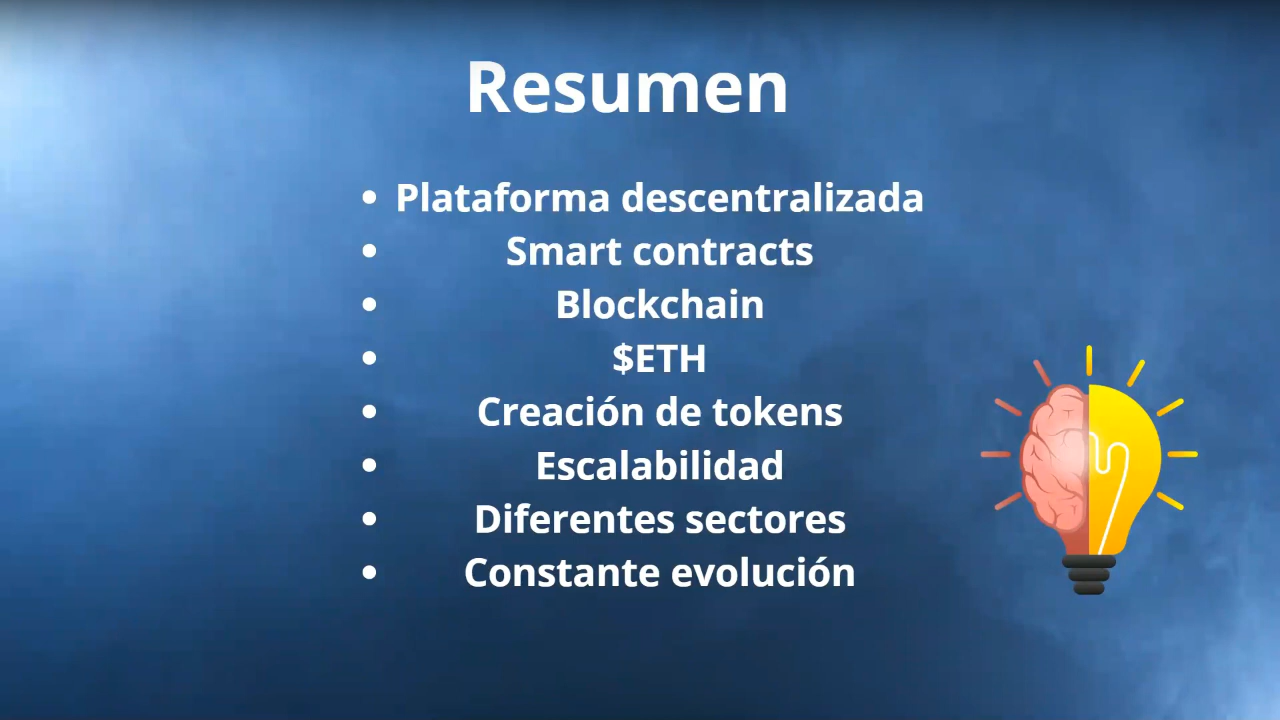 Resumen
• Plataforma descentralizada
• Smart contracts
• Blockchain
• $ETH
• Creación de tokens
• Escalabilidad
• Diferentes sectores
• Constante evolución